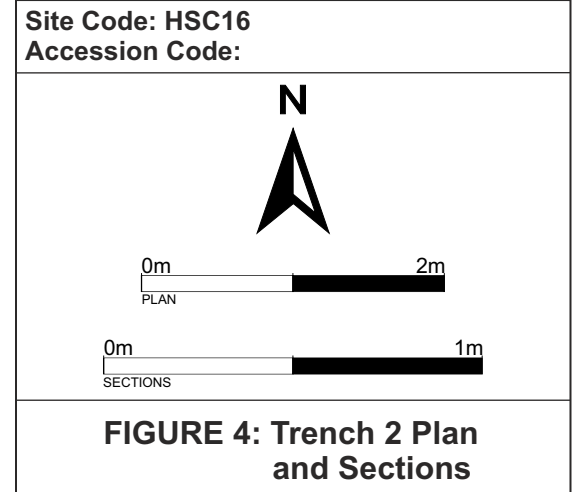 Site Code: HSC16
Accession Code:
N
0m 2m
PLAN
0m 1m
SECTIONS
FIGURE 4: Trench 2 Plan
and Sections